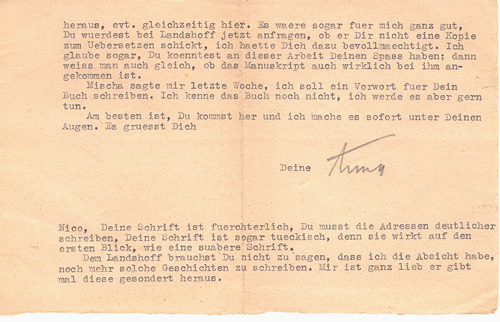 heraus, evt. gleichzeitig hier. Es waere sogar fuer mich ganz gut,
Du wuerdest bei Landshoff jetzt anfragen, ob er Dir nicht eine Kopie
zum Uebersetzen schickt, ich haette Dich dazu bevollmaechtigt. Ich
glaube sogar, Du koenntest an dieser Arbeit Deinen Spass haben; dann
weiss man auch gleich, ob das Manuskript auch wirklich bei ihm an-
gekommen ist.
Mischa sagte mir letzte Woche, ich soll ein Vorwort fuer Dein
Buch schreiben. Ich kenne das Buch noch nicht, ich werde es aber gern
tun.
Am besten ist, Du kommst her und ich mache es sofort unter Deinen
Augen. Es gruesst Dich
Deine Anna
Nico, Deine Schrift ist fuerchterlich, Du musst die Adressen deutlicher
schreiben, Deine Schrift ist sogar tueckisch, denn sie wirkt auf den
ersten Blick, wie eine suabere Schrift.
Dem Landshoff brauchst Du nicht zu sagen, dass ich die Absicht habe,
noch mehr solche Geschichten zu schreiben. Mir ist ganz lieb er gibt
mal diese gesondert heraus.